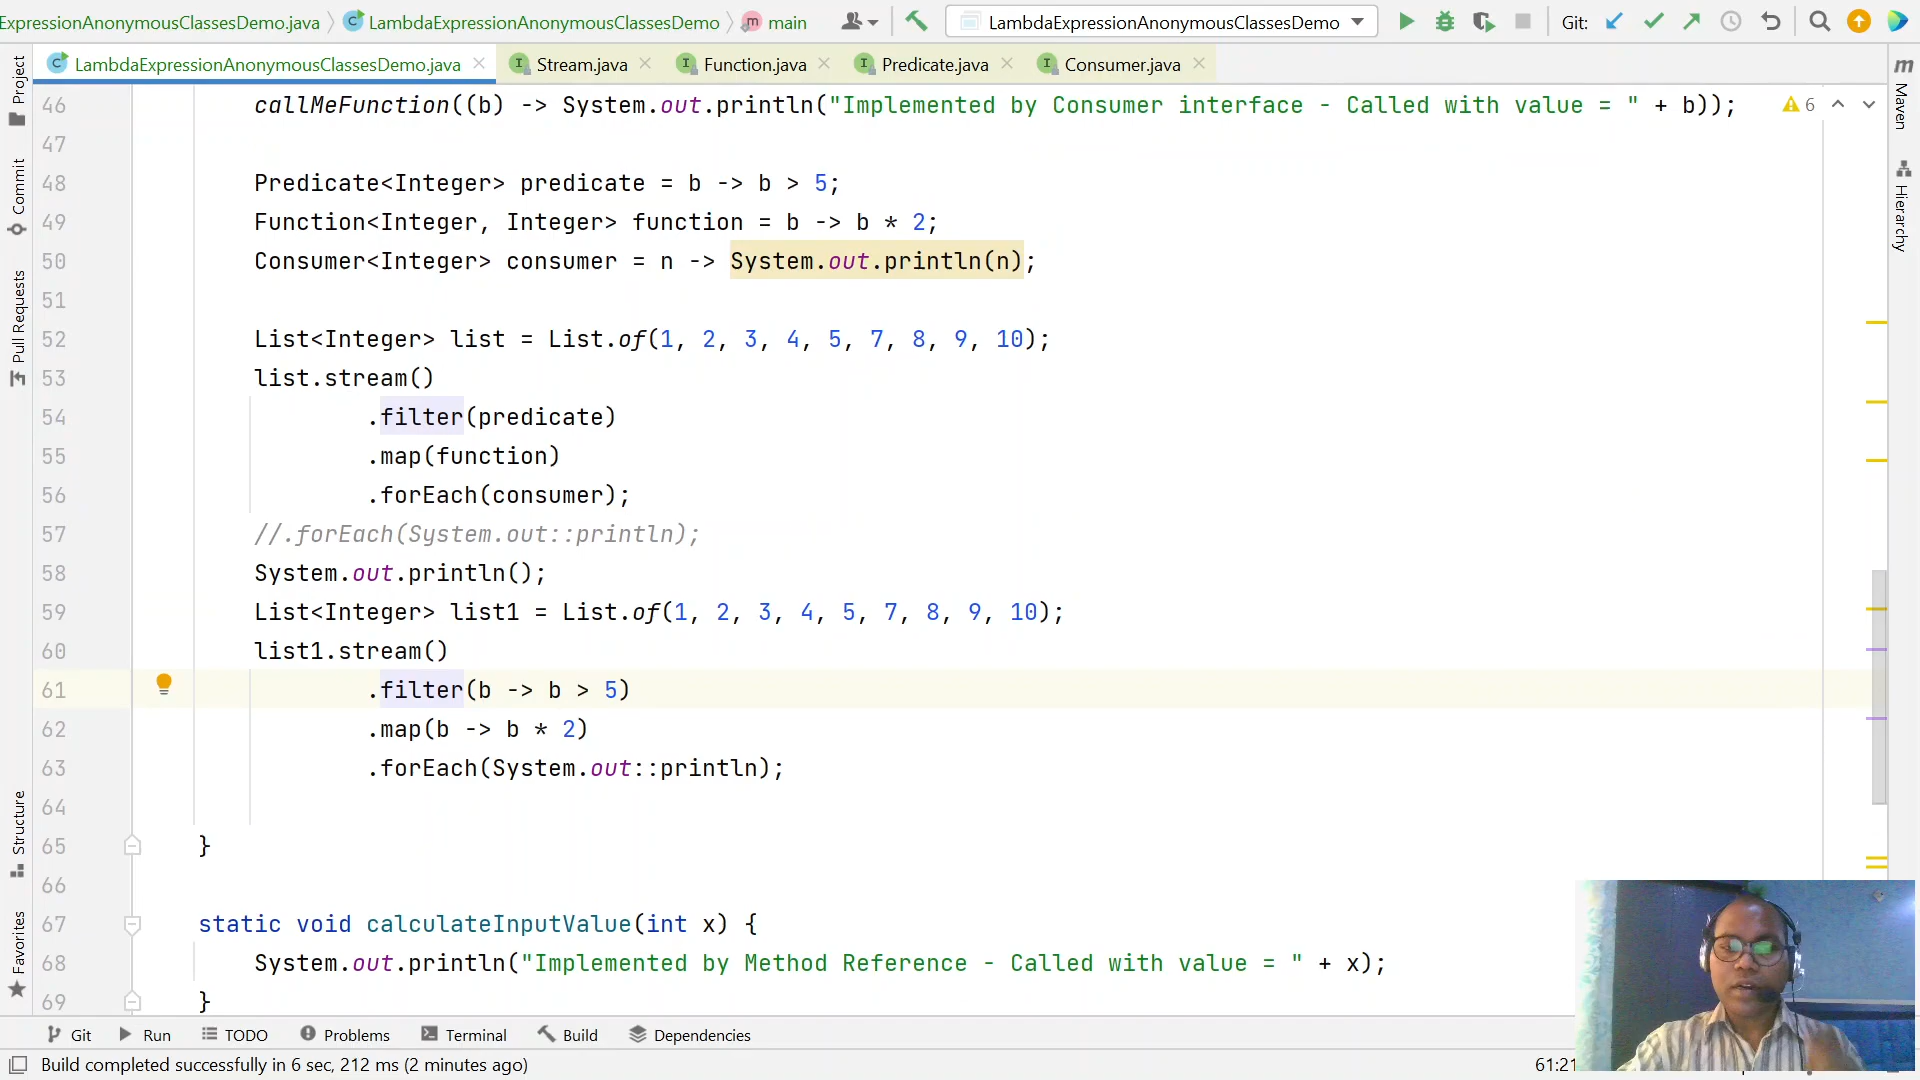 ExpressionAnonymousClassesDemo.java LambdaExpressionAnonymousClassesDemo main LambdaExpressionAnonymousClassesDemo Git:
LambdaExpressionAnonymousClassesDemo.java Stream.java Function.java Predicate.java Consumer.java
46 callMeFunction((b) -> System.out.println("Implemented by Consumer interface - Called with value = " + b)); 6
47
48 Predicate<Integer> predicate = b -> b > 5;
49 Function<Integer, Integer> function = b -> b * 2;
50 Consumer<Integer> consumer = n -> System.out.println(n);
51
52 List<Integer> list = List.of(1, 2, 3, 4, 5, 7, 8, 9, 10);
53 list.stream()
54 .filter(predicate)
55 .map(function)
56 .forEach(consumer);
57 //.forEach(System.out::println);
58 System.out.println();
59 List<Integer> list1 = List.of(1, 2, 3, 4, 5, 7, 8, 9, 10);
60 list1.stream()
61 .filter(b -> b > 5)
62 .map(b -> b * 2)
63 .forEach(System.out::println);
64
65 }
66
67 static void calculateInputValue(int x) {
68 System.out.println("Implemented by Method Reference - Called with value = " + x);
69 }
Project
Commit
Pull Requests
Structure
Favorites
m
Maven
Hierarchy
Git Run TODO Problems Terminal Build Dependencies
Build completed successfully in 6 sec, 212 ms (2 minutes ago) 61:21